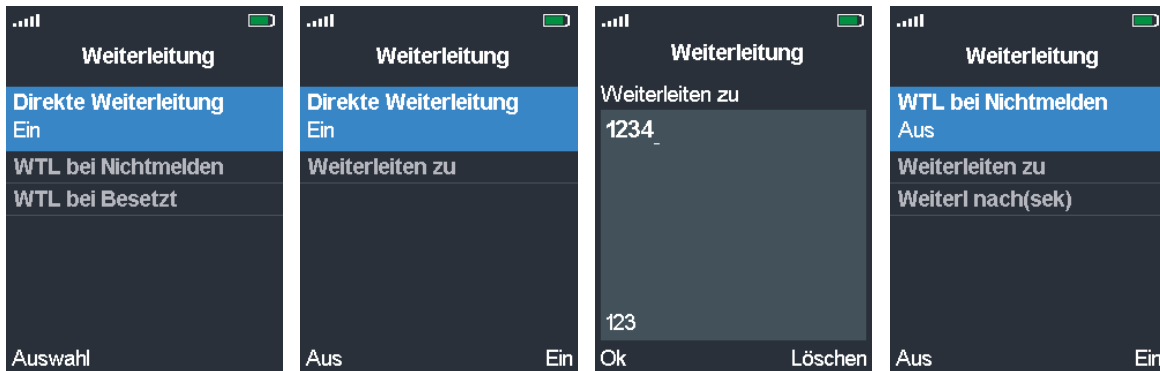 Weiterleitung
Direkte Weiterleitung
Ein
WTL bei Nichtmelden
WTL bei Besetzt
Auswahl
Weiterleitung
Direkte Weiterleitung
Ein
Weiterleiten zu
Aus Ein
Weiterleitung
Weiterleiten zu
1234_
123
Ok Löschen
Weiterleitung
WTL bei Nichtmelden
Aus
Weiterleiten zu
Weiterl nach(sek)
Aus Ein